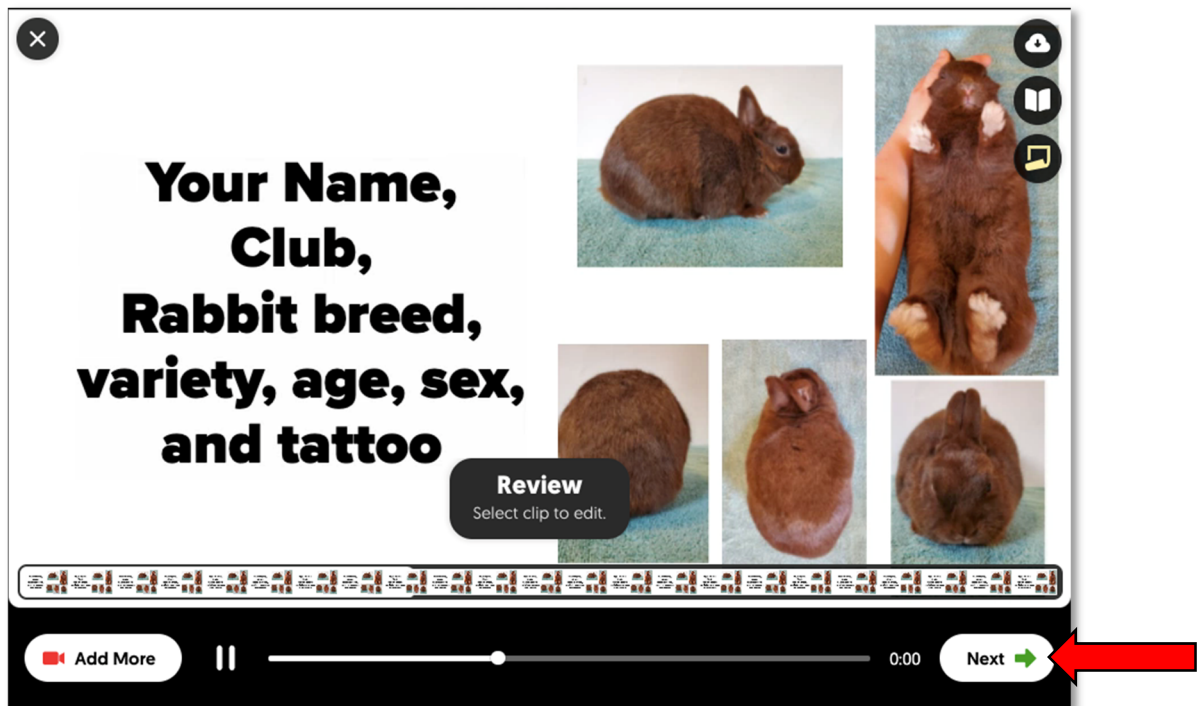 Your Name,
Club,
Rabbit breed,
variety, age, sex,
and tattoo
Review
Select clip to edit.
Add More
0:00
Next